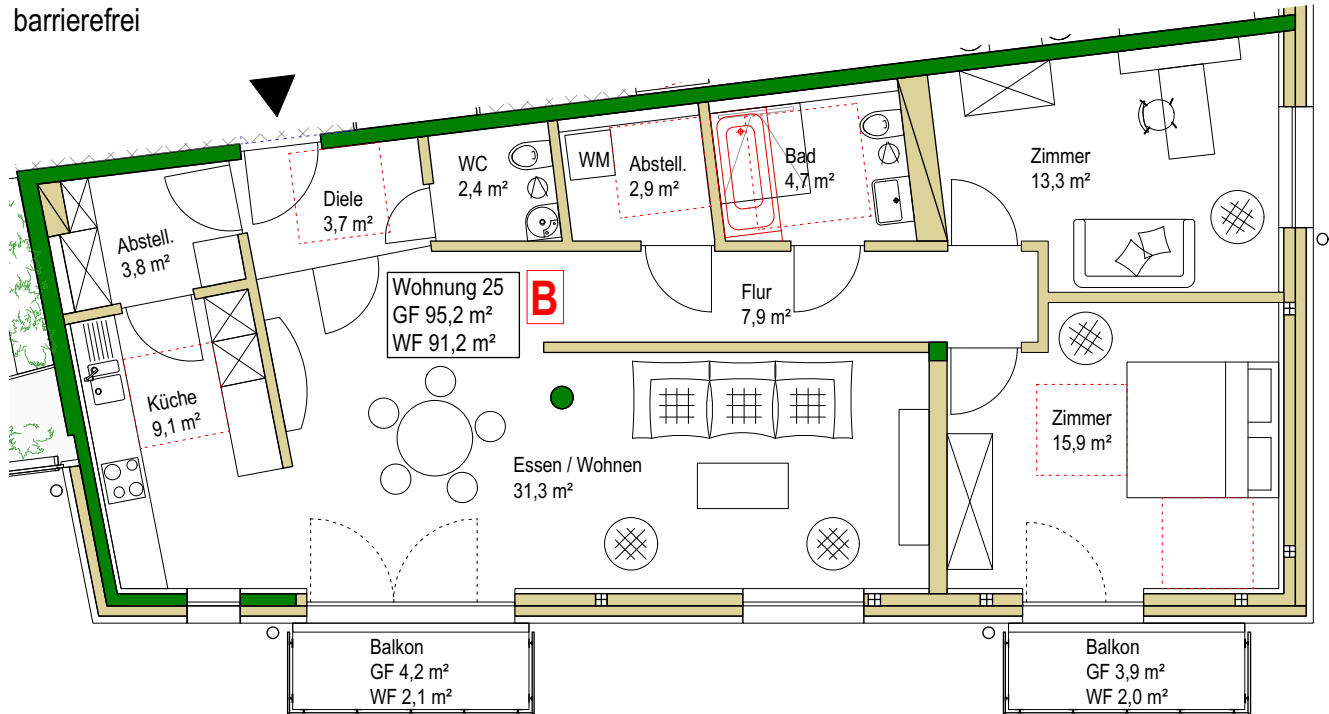 barrierefrei
WC
2,4 m²
WM
Abstell.
2,9 m²
Bad
4,7 m²
Zimmer
13,3 m²
Diele
3,7 m²
Abstell.
3,8 m²
Wohnung 25
GF 95,2 m²
WF 91,2 m²
B
Flur
7,9 m²
Küche
9,1 m²
Essen / Wohnen
31,3 m²
Zimmer
15,9 m²
Balkon
GF 4,2 m²
WF 2,1 m²
Balkon
GF 3,9 m²
WF 2,0 m²